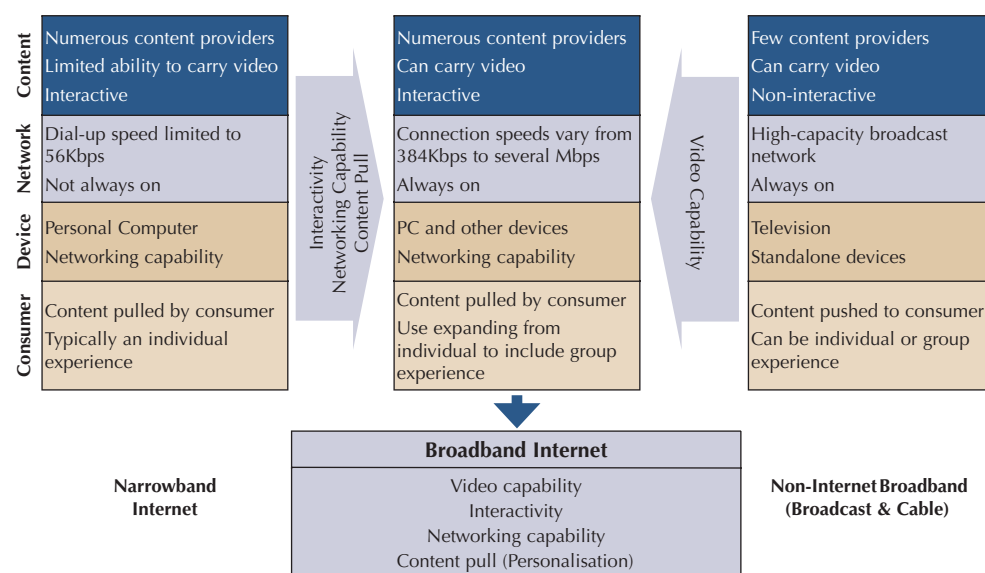 Content
Numerous content providers
Limited ability to carry video
Interactive
Numerous content providers
Can carry video
Interactive
Few content providers
Can carry video
Non-interactive
Network
Dial-up speed limited to
56Kbps
Not always on
Connection speeds vary from
384Kbps to several Mbps
Always on
High-capacity broadcast
network
Always on
Device
Personal Computer
Networking capability
PC and other devices
Networking capability
Television
Standalone devices
Consumer
Content pulled by consumer
Typically an individual
experience
Content pulled by consumer
Use expanding from
individual to include group
experience
Content pushed to consumer
Can be individual or group
experience
Interactivity
Networking Capability
Content Pull
Video Capability
Narrowband
Internet
Broadband Internet
Video capability
Interactivity
Networking capability
Content pull (Personalisation)
Non-Internet Broadband
(Broadcast & Cable)